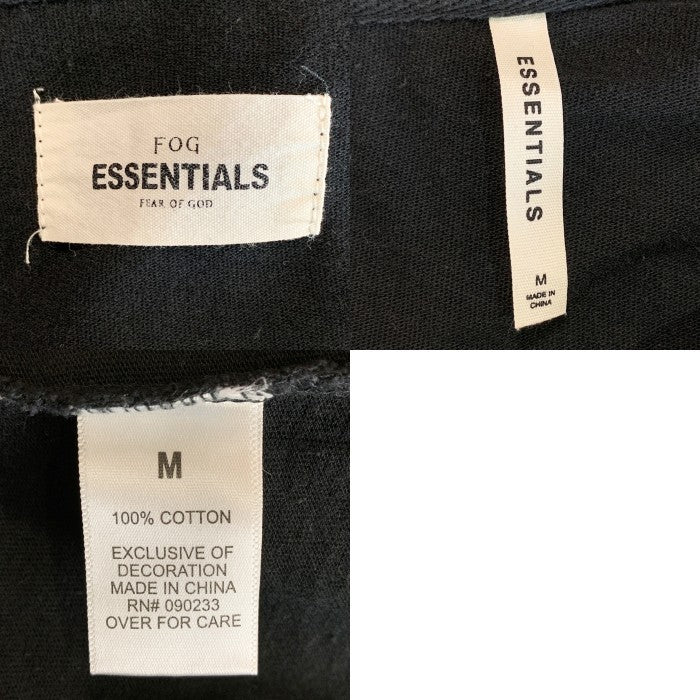 FOG
ESSENTIALS
FEAR OF GOD
ESSENTIALS
M
MADE IN
CHINA
M
100% COTTON
EXCLUSIVE OF
DECORATION
MADE IN CHINA
RN# 090233
OVER FOR CARE